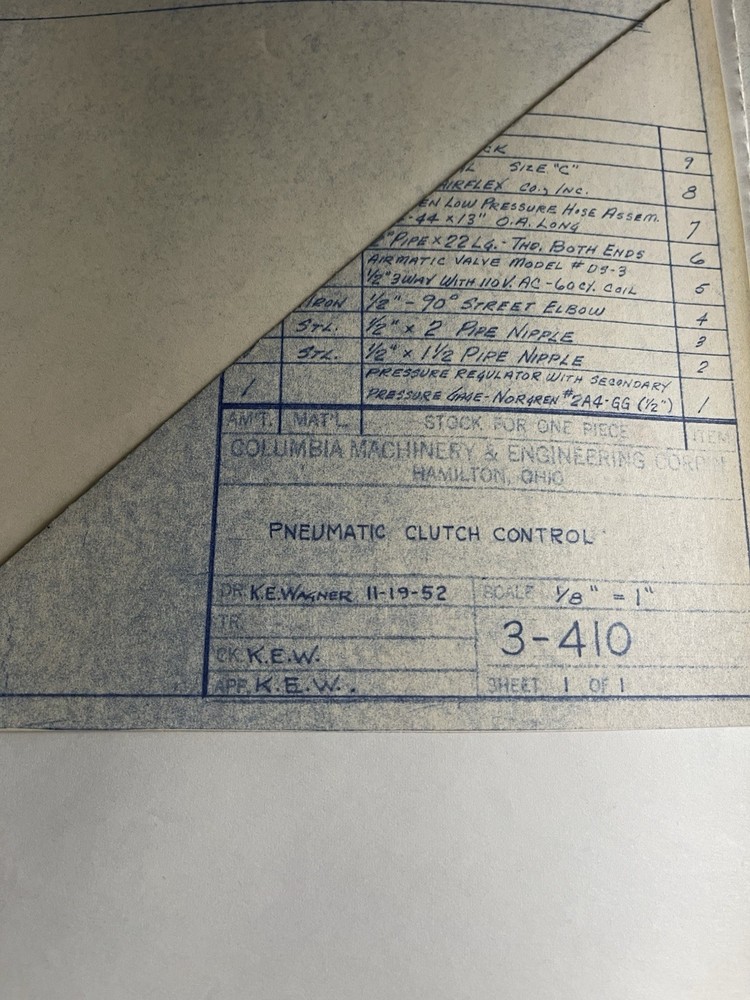 CK 9
SIZE "C"
AIRFLEX CO., INC. 8
EN LOW PRESSURE HOSE ASSEM.
-44 x 13" O.A. LONG 7
" PIPE x 22 LG. - THD. BOTH ENDS 6
AIRMATIC VALVE MODEL # DS-3
1/2" 3 WAY WITH 110 V. AC-60 CY. COIL 5
IRON 1/2" - 90° STREET ELBOW 4
STL. 1/2" x 2 PIPE NIPPLE 3
STL. 1/2" x 1 1/2 PIPE NIPPLE 2
PRESSURE REGULATOR WITH SECONDARY
1 PRESSURE GAGE - NORGREN #2A4-GG (1/2") 1
AM'T. MAT'L. STOCK FOR ONE PIECE ITEM
COLUMBIA MACHINERY & ENGINEERING CORP'N
HAMILTON, OHIO
PNEUMATIC CLUTCH CONTROL
DR. K.E. WAGNER 11-19-52 SCALE 1/8" = 1"
TR. 3-410
CK. K.E.W.
APP. K.E.W. SHEET 1 OF 1